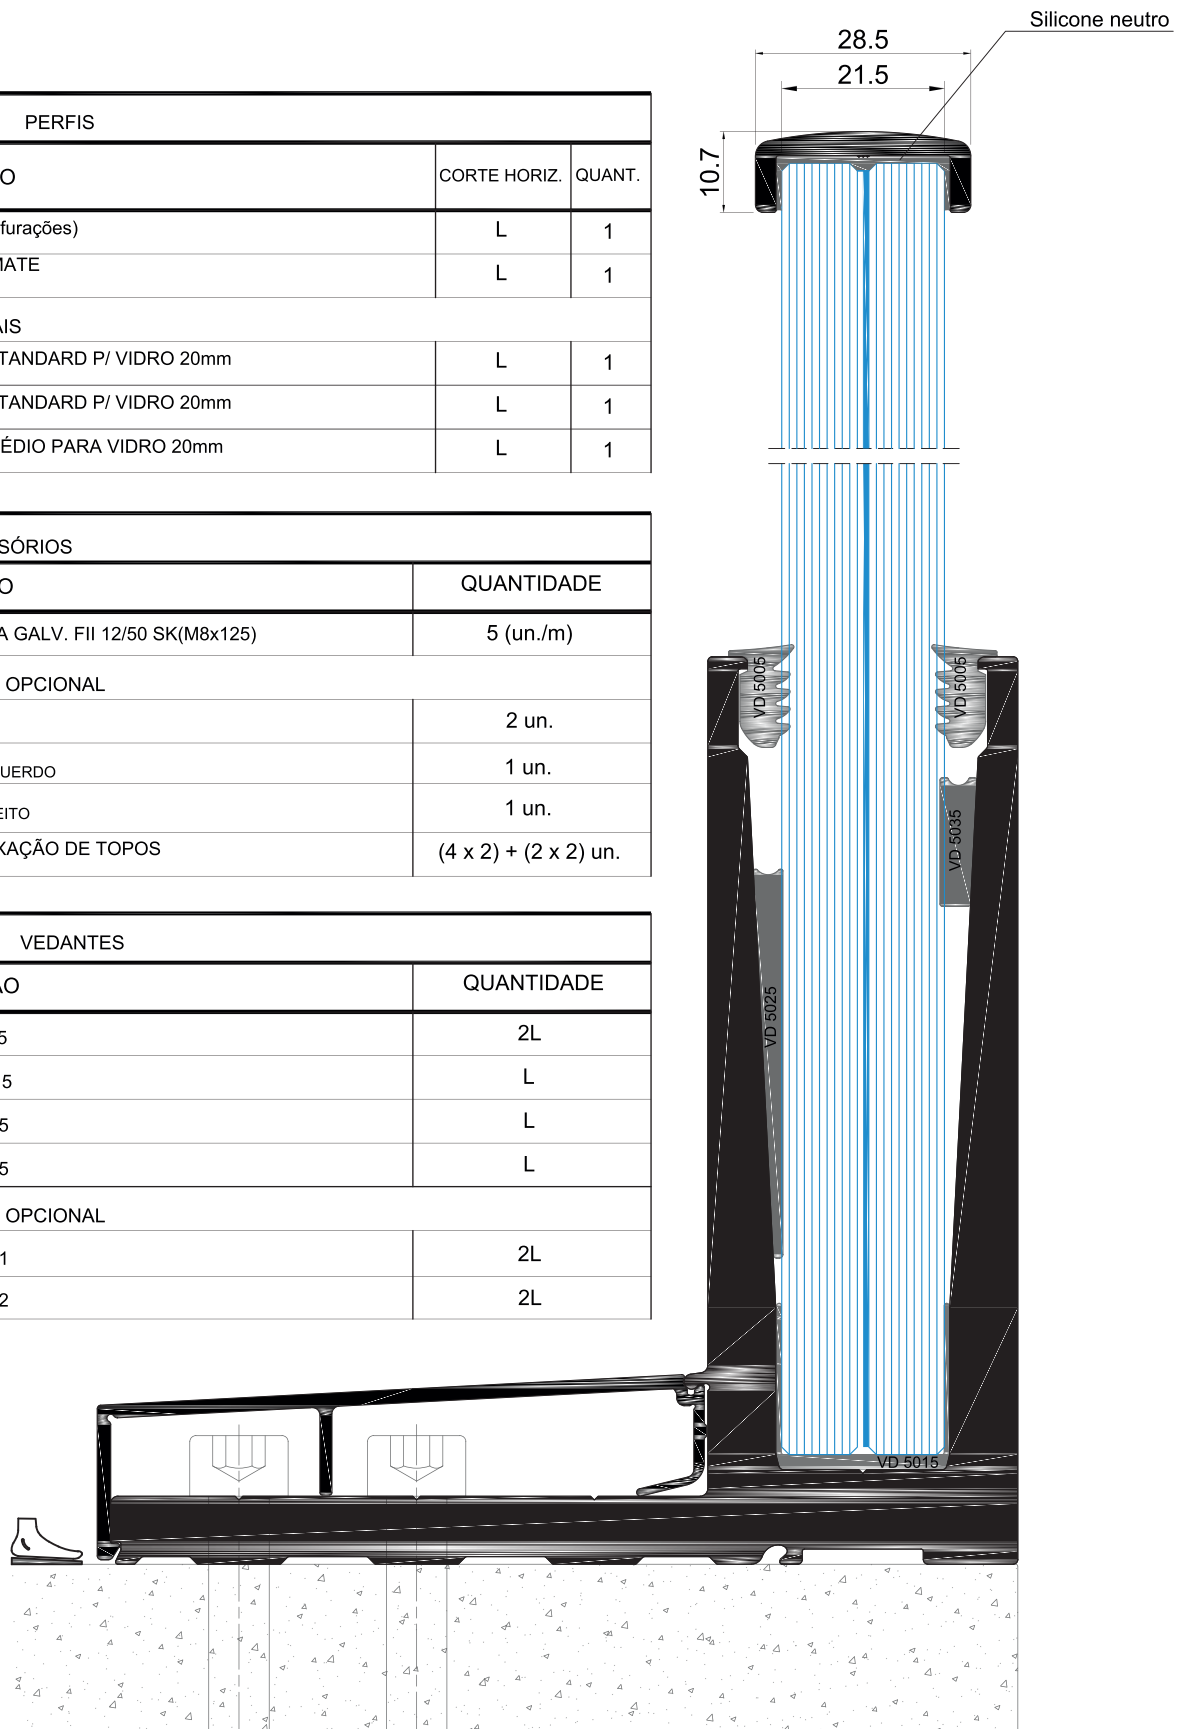 Silicone neutro
28.5
21.5
10.7
PERFIS
O CORTE HORIZ. QUANT.
furações) L 1
MATE L 1
AIS
TANDARD P/ VIDRO 20mm L 1
TANDARD P/ VIDRO 20mm L 1
ÉDIO PARA VIDRO 20mm L 1
SÓRIOS
O QUANTIDADE
A GALV. FII 12/50 SK(M8x125) 5 (un./m)
OPCIONAL
2 un.
UERDO 1 un.
EITO 1 un.
XAÇÃO DE TOPOS (4 x 2) + (2 x 2) un.
VEDANTES
ÃO QUANTIDADE
5 2L
5 L
5 L
5 L
OPCIONAL
1 2L
2 2L
VD 5005
VD 5005
VD 5035
VD 5025
VD 5015